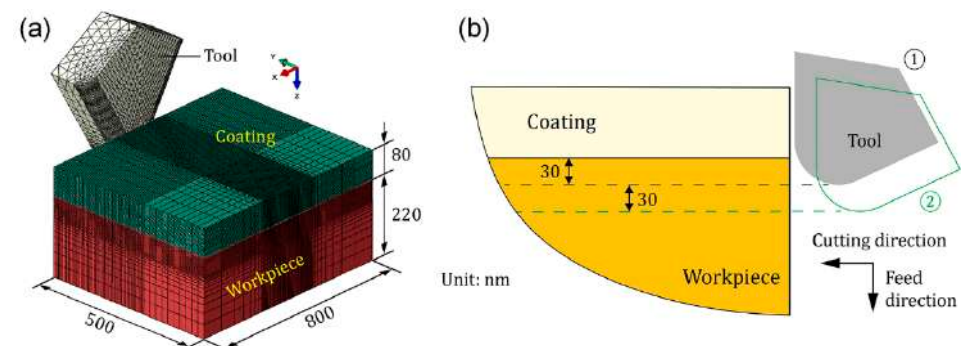 (a)
Tool
Y
X
Z
Coating
80
220
Workpiece
500
800
(b)
Coating
30
30
Workpiece
Unit: nm
①
Tool
②
Cutting direction
Feed
direction